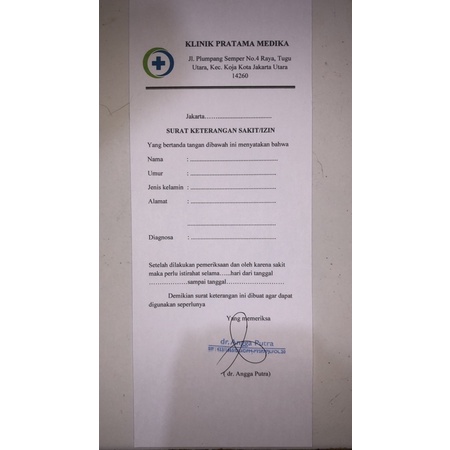 KLINIK PRATAMA MEDIKA
Jl. Plumpang Semper No.4 Raya, Tugu
Utara, Kec. Koja Kota Jakarta Utara
14260
Jakarta....................................
SURAT KETERANGAN SAKIT/IZIN
Yang bertanda tangan dibawah ini menyatakan bahwa
Nama : ................................................
Umur : ................................................
Jenis kelamin : ................................................
Alamat : ................................................
................................................
Diagnosa : ................................................
Setelah dilakukan pemeriksaan dan oleh karena sakit
maka perlu istirahat selama......hari dari tanggal
........................sampai tanggal................................
Demikian surat keterangan ini dibuat agar dapat
digunakan seperlunya
Yang memeriksa
dr. Angga Putra
( dr. Angga Putra)